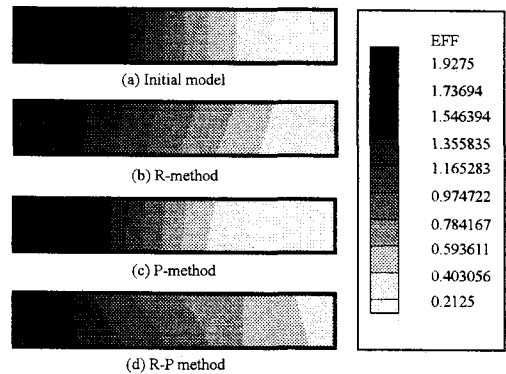 (a) Initial model
(b) R-method
(c) P-method
(d) R-P method
EFF
1.9275
1.73694
1.546394
1.355835
1.165283
0.974722
0.784167
0.593611
0.403056
0.2125